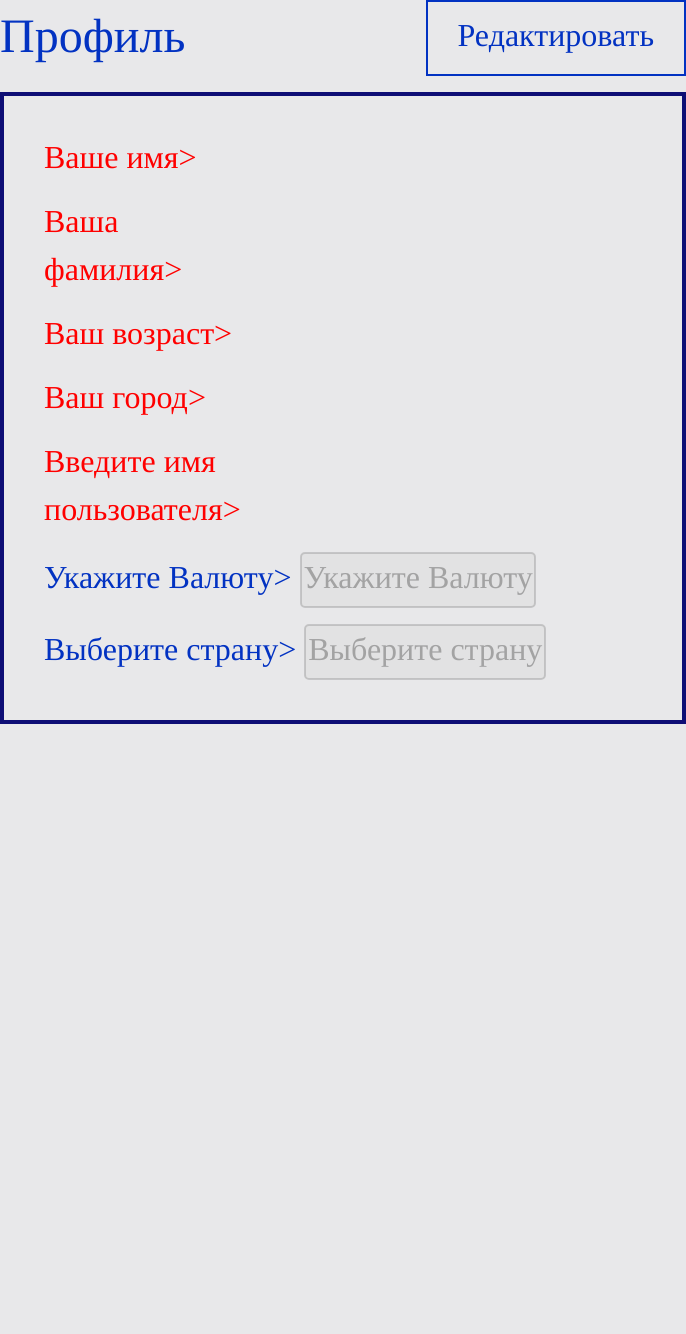 Профиль
Редактировать
Ваше имя>
Ваша
фамилия>
Ваш возраст>
Ваш город>
Введите имя
пользователя>
Укажите Валюту> Укажите Валюту
Выберите страну> Выберите страну